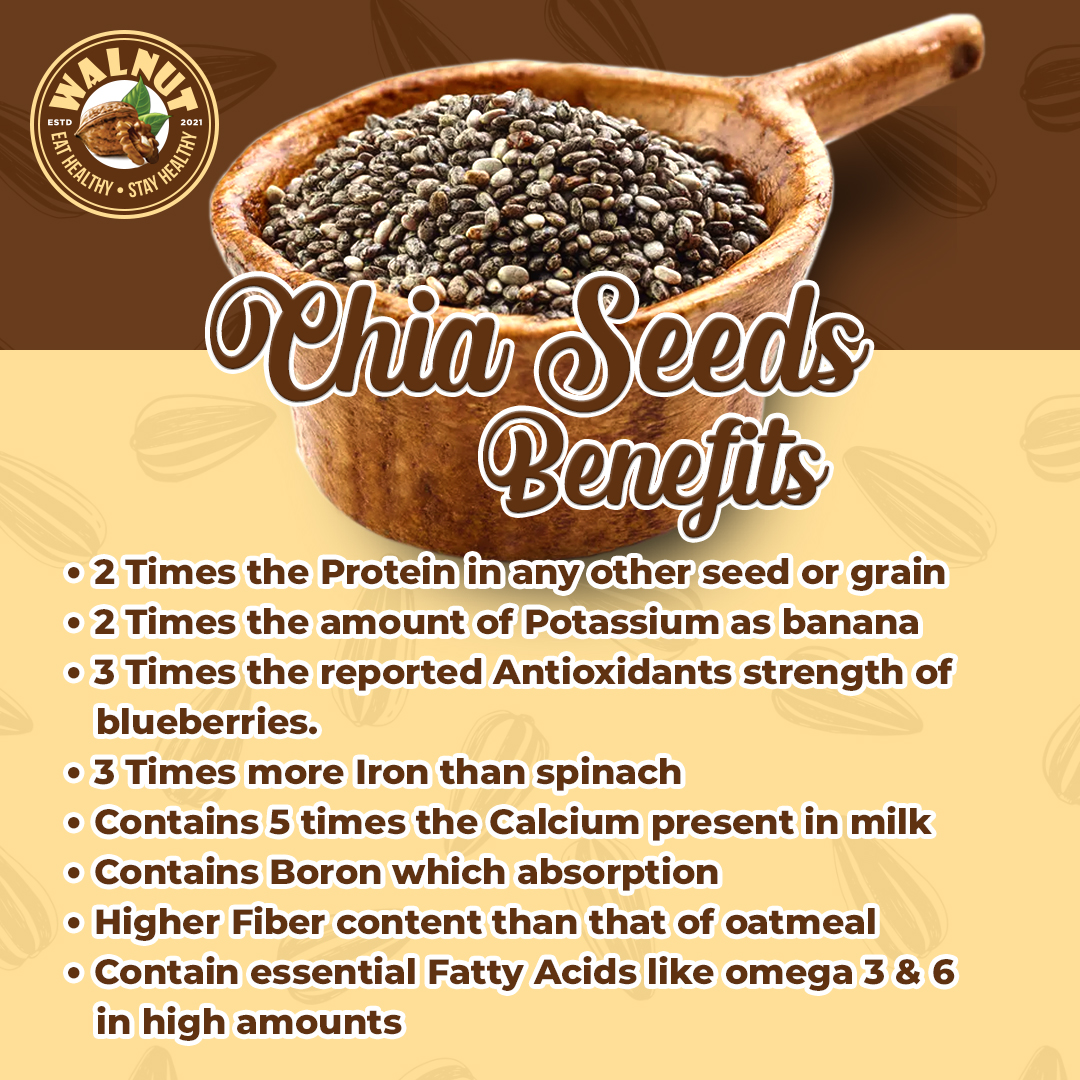 WALNUT
ESTD 2021
EAT HEALTHY • STAY HEALTHY
Chia Seeds
Benefits
• 2 Times the Protein in any other seed or grain
• 2 Times the amount of Potassium as banana
• 3 Times the reported Antioxidants strength of
blueberries.
• 3 Times more Iron than spinach
• Contains 5 times the Calcium present in milk
• Contains Boron which absorption
• Higher Fiber content than that of oatmeal
• Contain essential Fatty Acids like omega 3 & 6
in high amounts